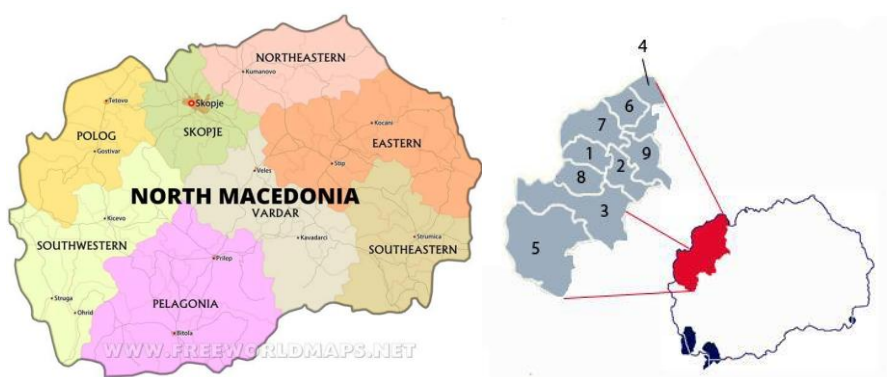 NORTHEASTERN
Kumanovo
Tetovo
Skopje
SKOPJE
POLOG
Gostivar
Kocani
EASTERN
Stip
Veles
NORTH MACEDONIA
VARDAR
Kicevo
SOUTHWESTERN
Kavadarci
Strumica
SOUTHEASTERN
Prilep
PELAGONIA
Struga
Ohrid
Bitola
WWW.FREEWORLDMAPS.NET
4
6
7
1
2
9
8
3
5